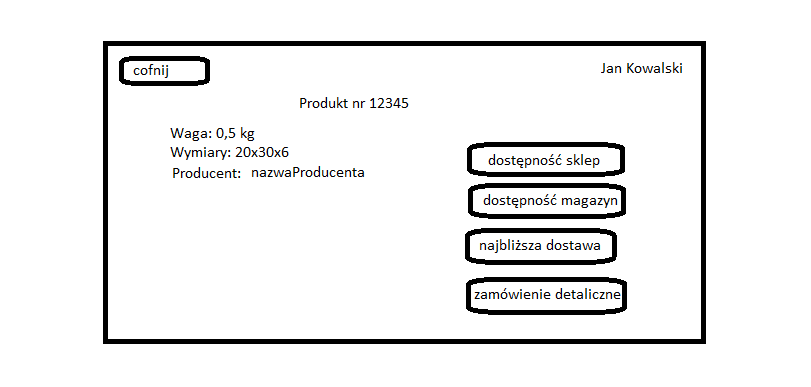 cofnij
Jan Kowalski
Produkt nr 12345
Waga: 0,5 kg
Wymiary: 20x30x6
Producent: nazwaProducenta
dostępność sklep
dostępność magazyn
najbliższa dostawa
zamówienie detaliczne